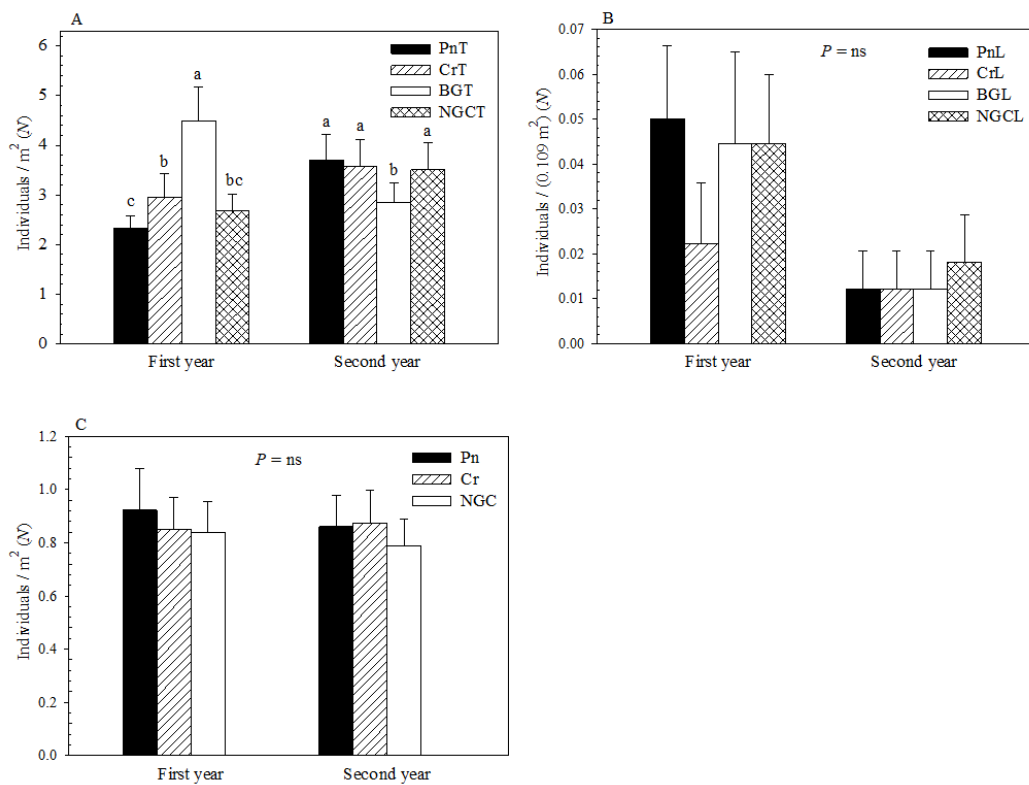 A
Individuals / m² (N)
6
5
4
3
2
1
0
PnT
CrT
BGT
NGCT
c
b
a
bc
a
a
b
a
First year
Second year
B
Individuals / (0.109 m²) (N)
0.07
0.06
0.05
0.04
0.03
0.02
0.01
0.00
P = ns
PnL
CrL
BGL
NGCL
First year
Second year
C
Individuals / m² (N)
1.2
1.0
0.8
0.6
0.4
0.2
0.0
P = ns
Pn
Cr
NGC
First year
Second year